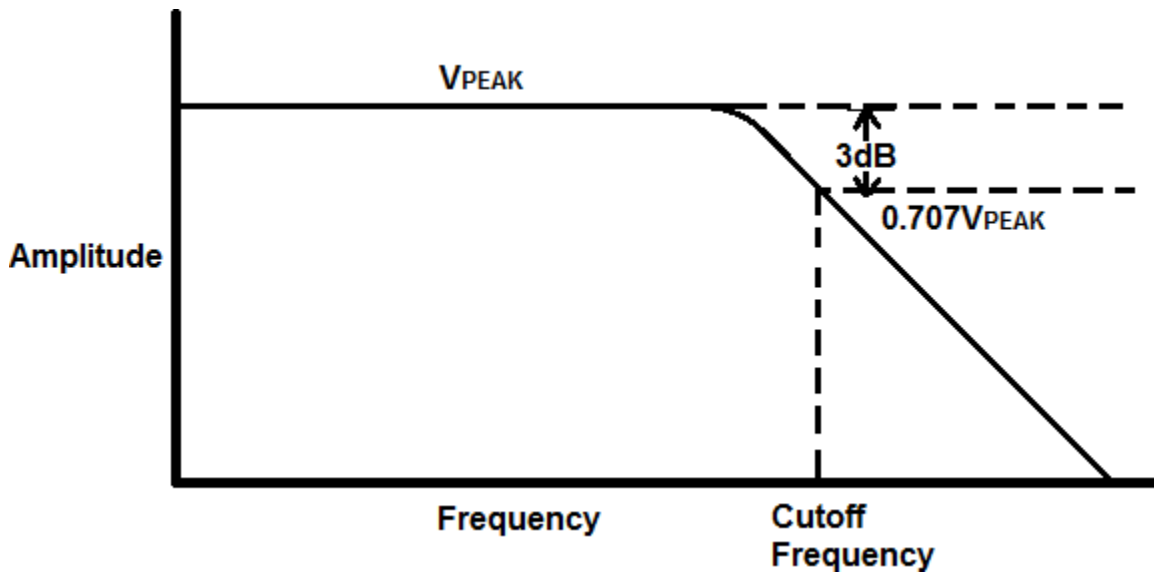 VPEAK
3dB
0.707VPEAK
Amplitude
Frequency
Cutoff
Frequency